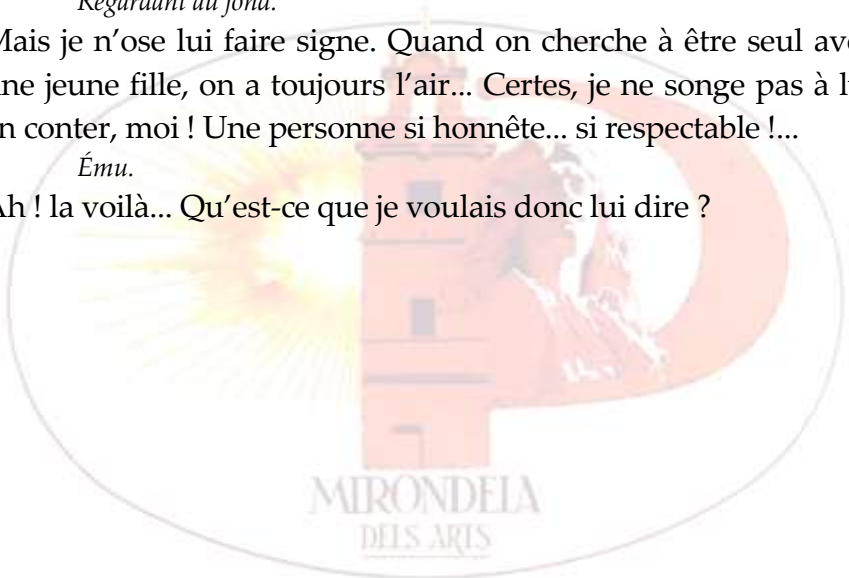 Regardant au fond.
Mais je n’ose lui faire signe. Quand on cherche à être seul
une jeune fille, on a toujours l’air... Certes, je ne songe pas à
en conter, moi ! Une personne si honnête... si respectable !...
Ému.
Ah ! la voilà... Qu’est-ce que je voulais donc lui dire ?
MIRONDELA
DELS ARTS